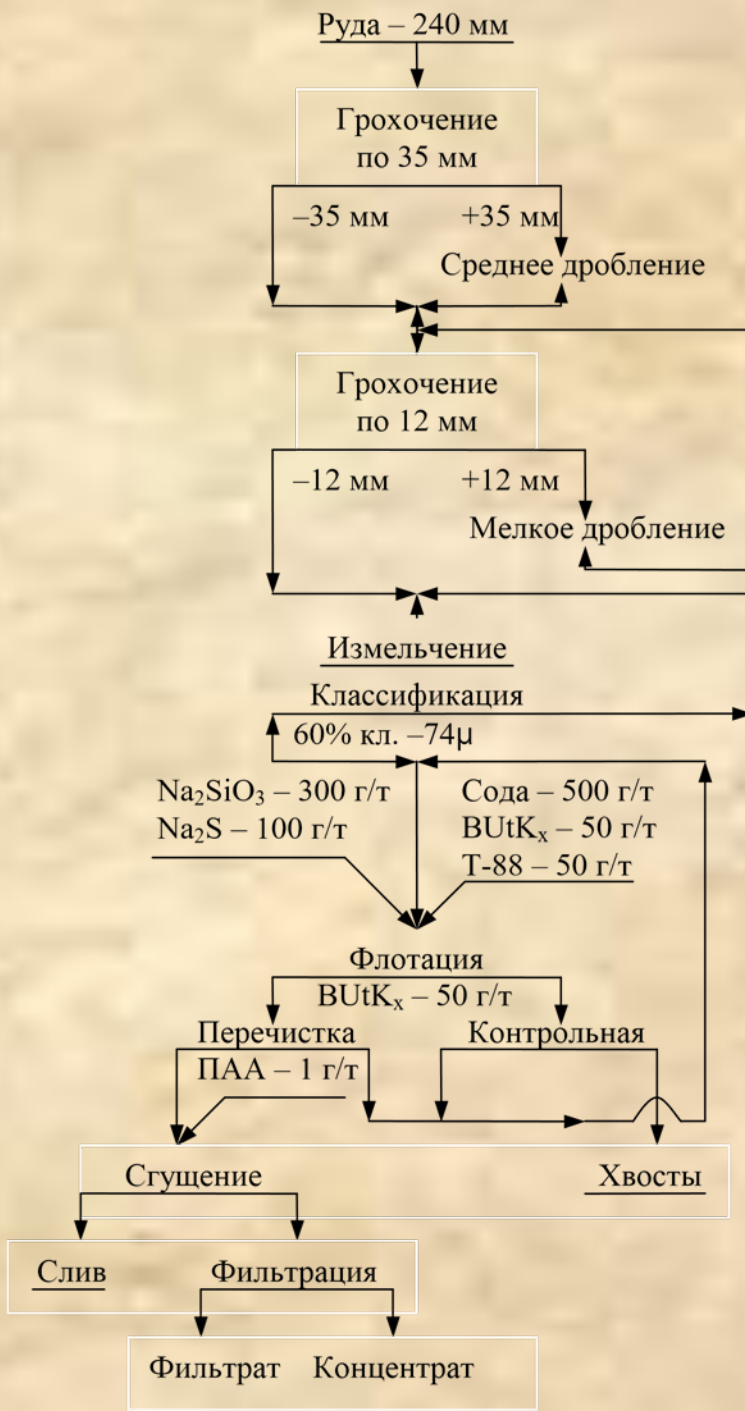 Руда – 240 мм
Грохочение
по 35 мм
–35 мм
+35 мм
Среднее дробление
Грохочение
по 12 мм
–12 мм
+12 мм
Мелкое дробление
Измельчение
Классификация
60% кл. –74μ
Na₂SiO₃ – 300 г/т
Na₂S – 100 г/т
Сода – 500 г/т
BUtKₓ – 50 г/т
Т-88 – 50 г/т
Флотация
BUtKₓ – 50 г/т
Перечистка
Контрольная
ПАА – 1 г/т
Сгущение
Хвосты
Слив
Фильтрация
Фильтрат
Концентрат